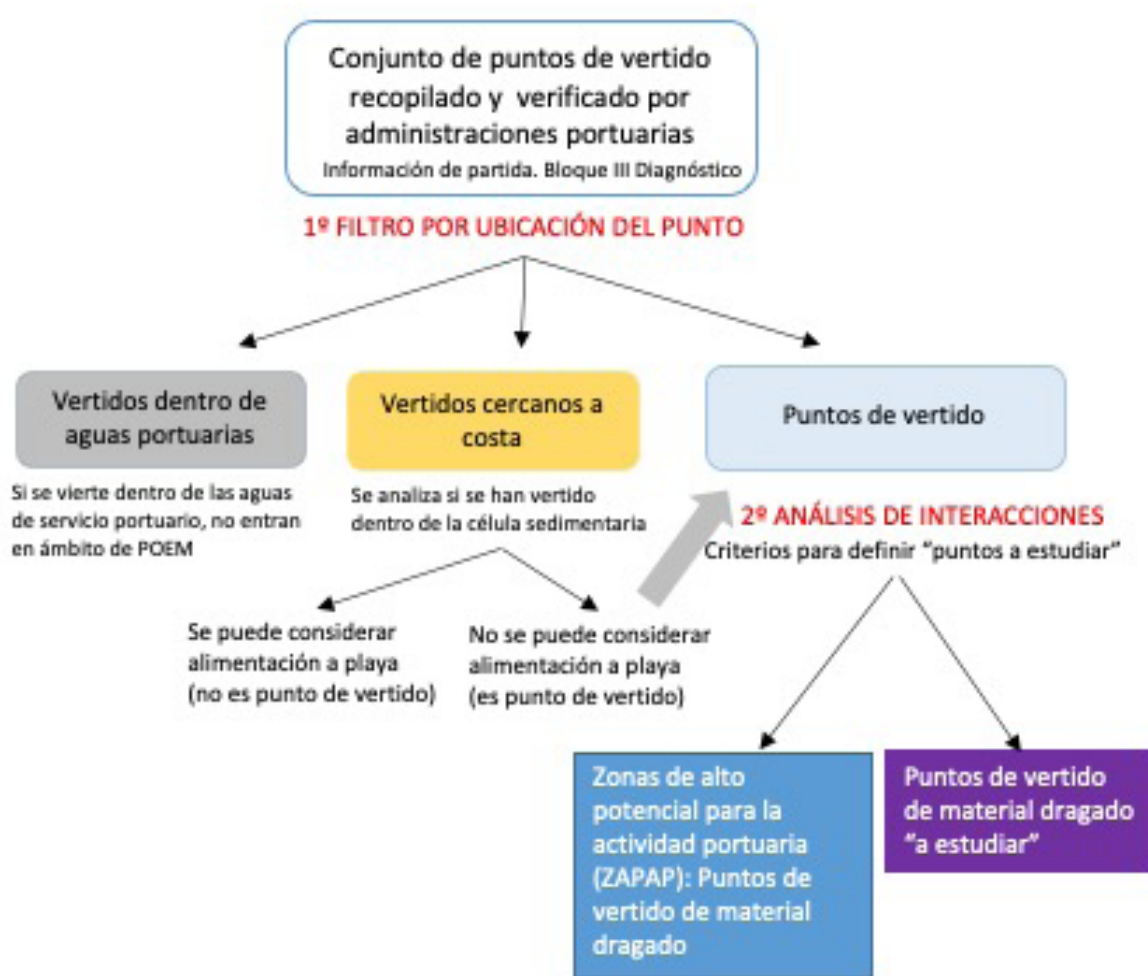 Conjunto de puntos de vertido
recopilado y verificado por
administraciones portuarias
Información de partida. Bloque III Diagnóstico
1º FILTRO POR UBICACIÓN DEL PUNTO
Vertidos dentro de
aguas portuarias
Si se vierte dentro de las aguas
de servicio portuario, no entran
en ámbito de POEM
Vertidos cercanos a
costa
Se analiza si se han vertido
dentro de la célula sedimentaria
Se puede considerar
alimentación a playa
(no es punto de vertido)
No se puede considerar
alimentación a playa
(es punto de vertido)
Puntos de vertido
2º ANÁLISIS DE INTERACCIONES
Criterios para definir “puntos a estudiar”
Zonas de alto
potencial para la
actividad portuaria
(ZAPAP): Puntos de
vertido de material
dragado
Puntos de vertido
de material dragado
“a estudiar”